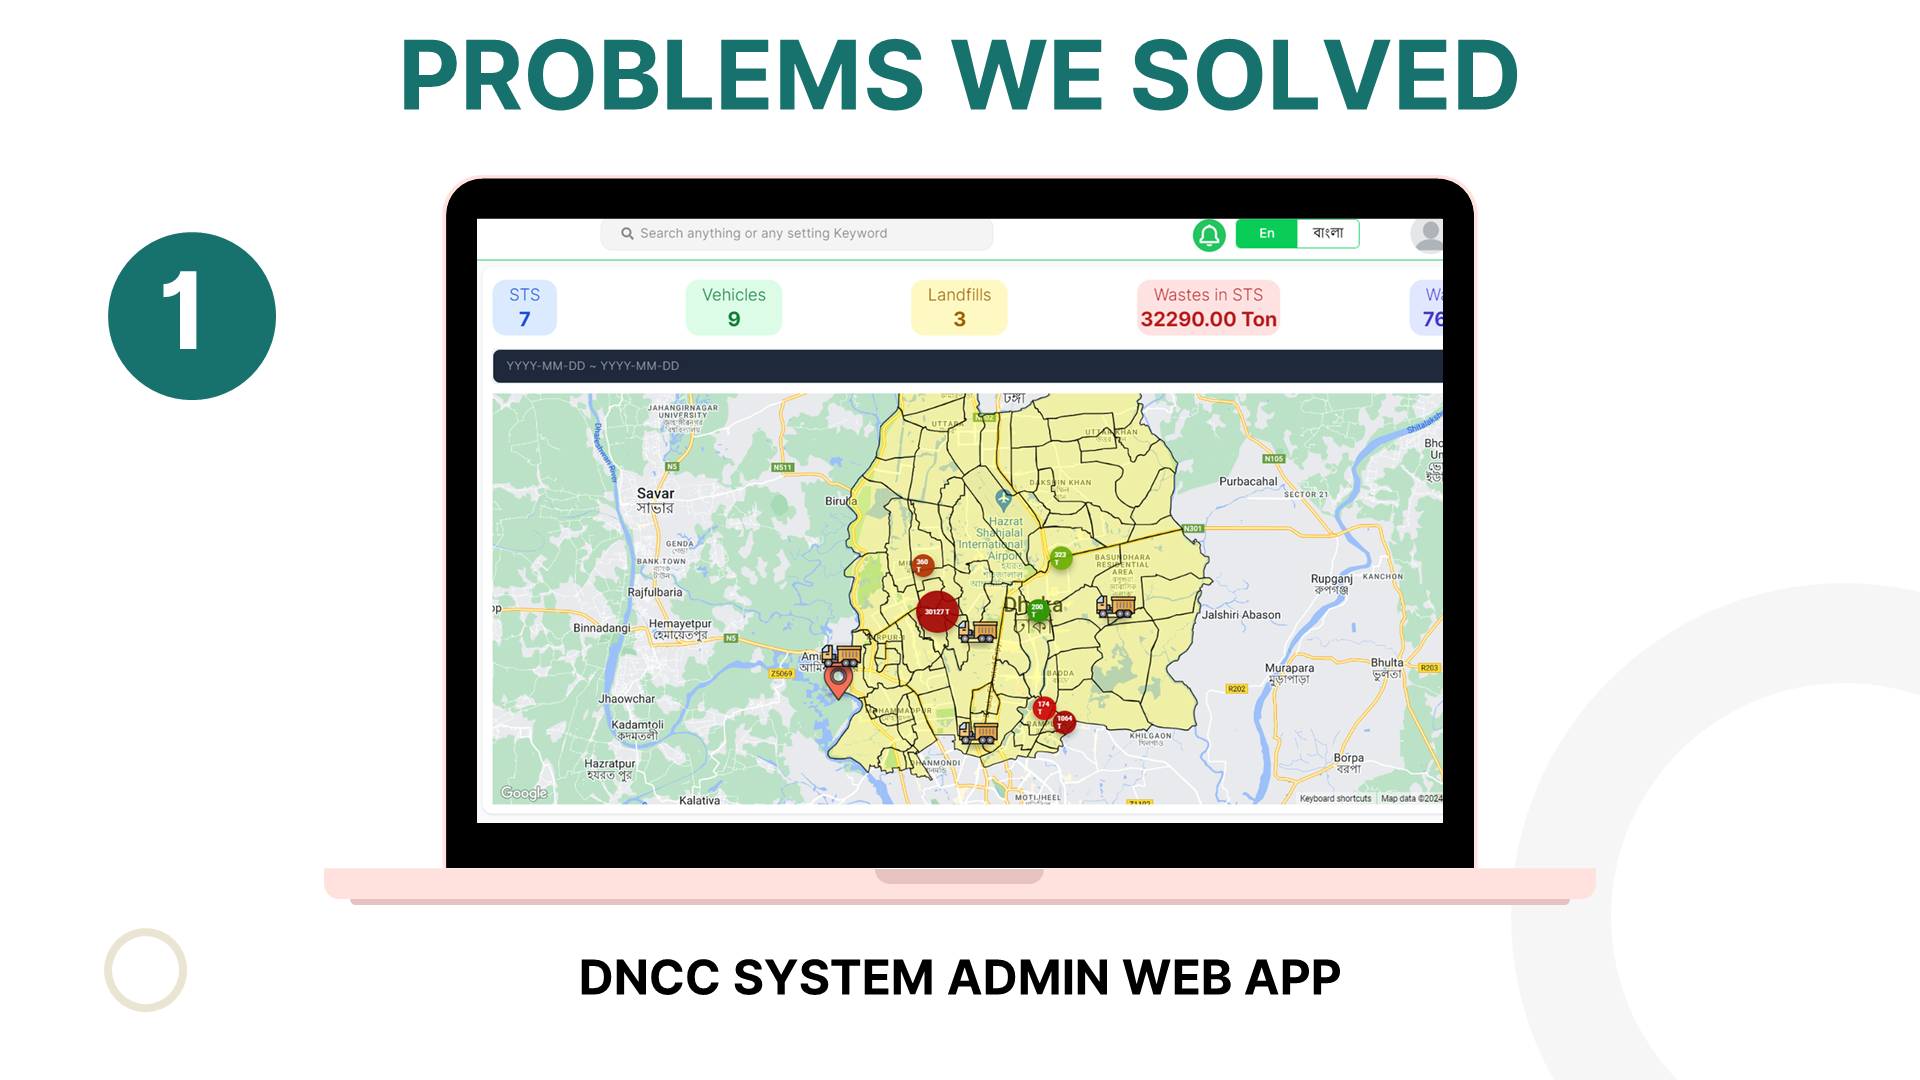 PROBLEMS WE SOLVED
1
Search anything or any setting Keyword
En
বাংলা
STS
7
Vehicles
9
Landfills
3
Wastes in STS
32290.00 Ton
76
YYYY-MM-DD ~ YYYY-MM-DD
JAHANGIRNAGAR
UNIVERSITY
UTTARA
UTTAR KHAN
N5
N511
N105
Savar
সাভার
Birulia
DAKSHIN KHAN
Purbacahal
SECTOR 21
Hazrat
Shahjalal
International
Airport
N301
GENDA
BANK TOWN
360
T
323
T
BASUNDHARA
RESIDENTIAL
AREA
Rupganj
রূপগঞ্জ
KANCHON
Rajfulbaria
30127 T
200
T
Dhaka
ঢাকা
Jalshiri Abason
Binnadangi
Hemayetpur
হেমায়েতপুর
N5
Z5069
BADDA
Murapara
মুড়াপাড়া
Bhulta
ভুলতা
R203
R202
Jhaowchar
MOHAMMADPUR
174
T
1064
T
Kadamtoli
কদমতলী
KHILGAON
খিলগাঁও
Hazratpur
হযরত পুর
DHANMONDI
Borpa
বরপা
Google
Kalativa
MOTIJHEEL
Z1102
Keyboard shortcuts
Map data ©2024
DNCC SYSTEM ADMIN WEB APP